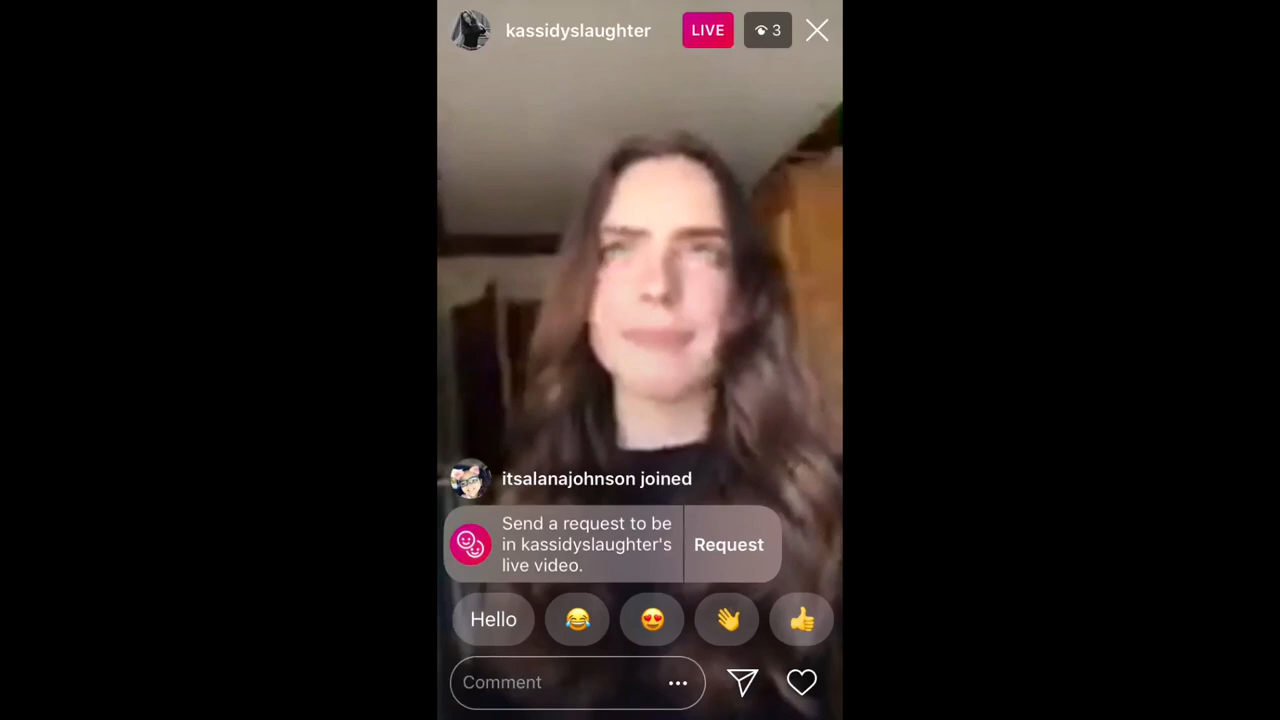 kassidyslaughter LIVE 3
itsalanajohnson joined
Send a request to be
in kassidyslaughter's
live video.
Request
Hello
Comment